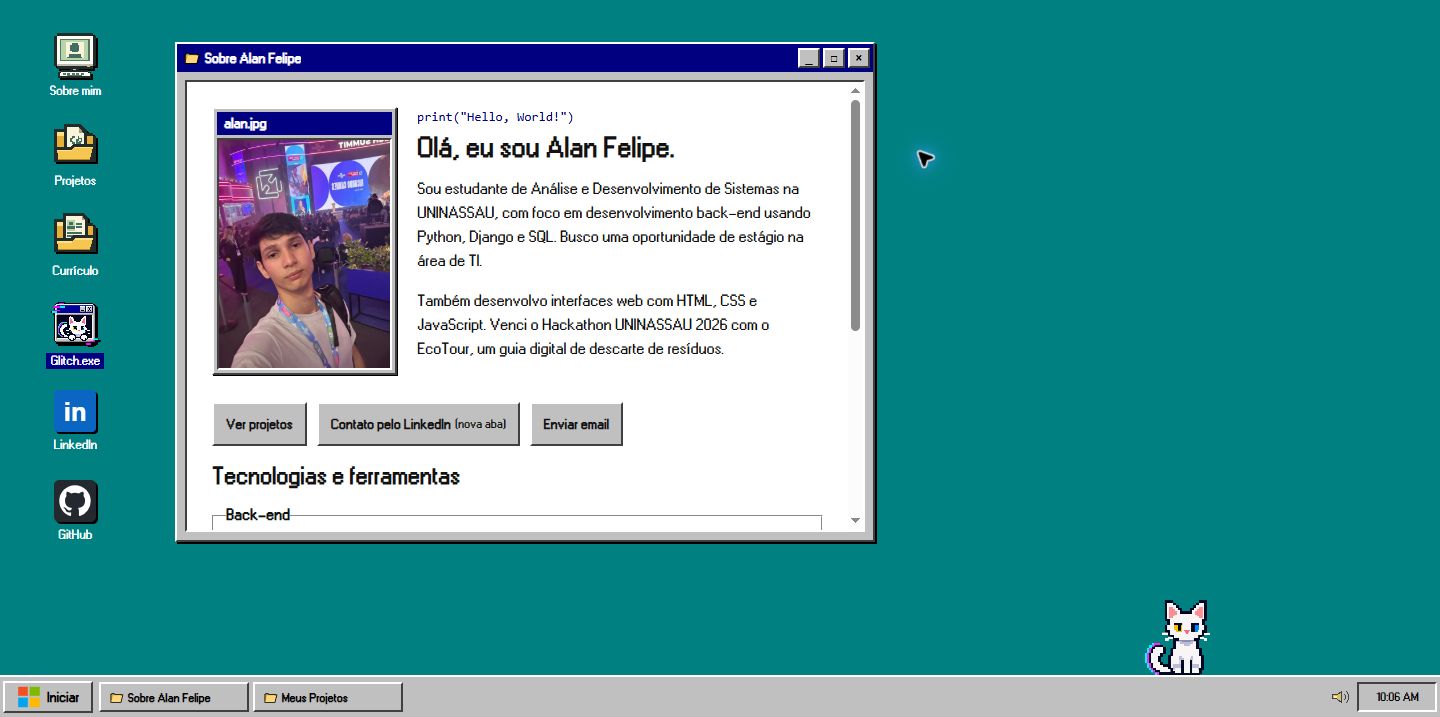 Sobre mim
Projetos
Currículo
Glitch.exe
in
LinkedIn
GitHub
Sobre Alan Felipe
alan.jpg
print("Hello, World!")
Olá, eu sou Alan Felipe.
Sou estudante de Análise e Desenvolvimento de Sistemas na
UNINASSAU, com foco em desenvolvimento back-end usando
Python, Django e SQL. Busco uma oportunidade de estágio na
área de TI.
Também desenvolvo interfaces web com HTML, CSS e
JavaScript. Venci o Hackathon UNINASSAU 2026 com o
EcoTour, um guia digital de descarte de resíduos.
Ver projetos
Contato pelo LinkedIn (nova aba)
Enviar email
Tecnologias e ferramentas
Back-end
Iniciar
Sobre Alan Felipe
Meus Projetos
10:06 AM